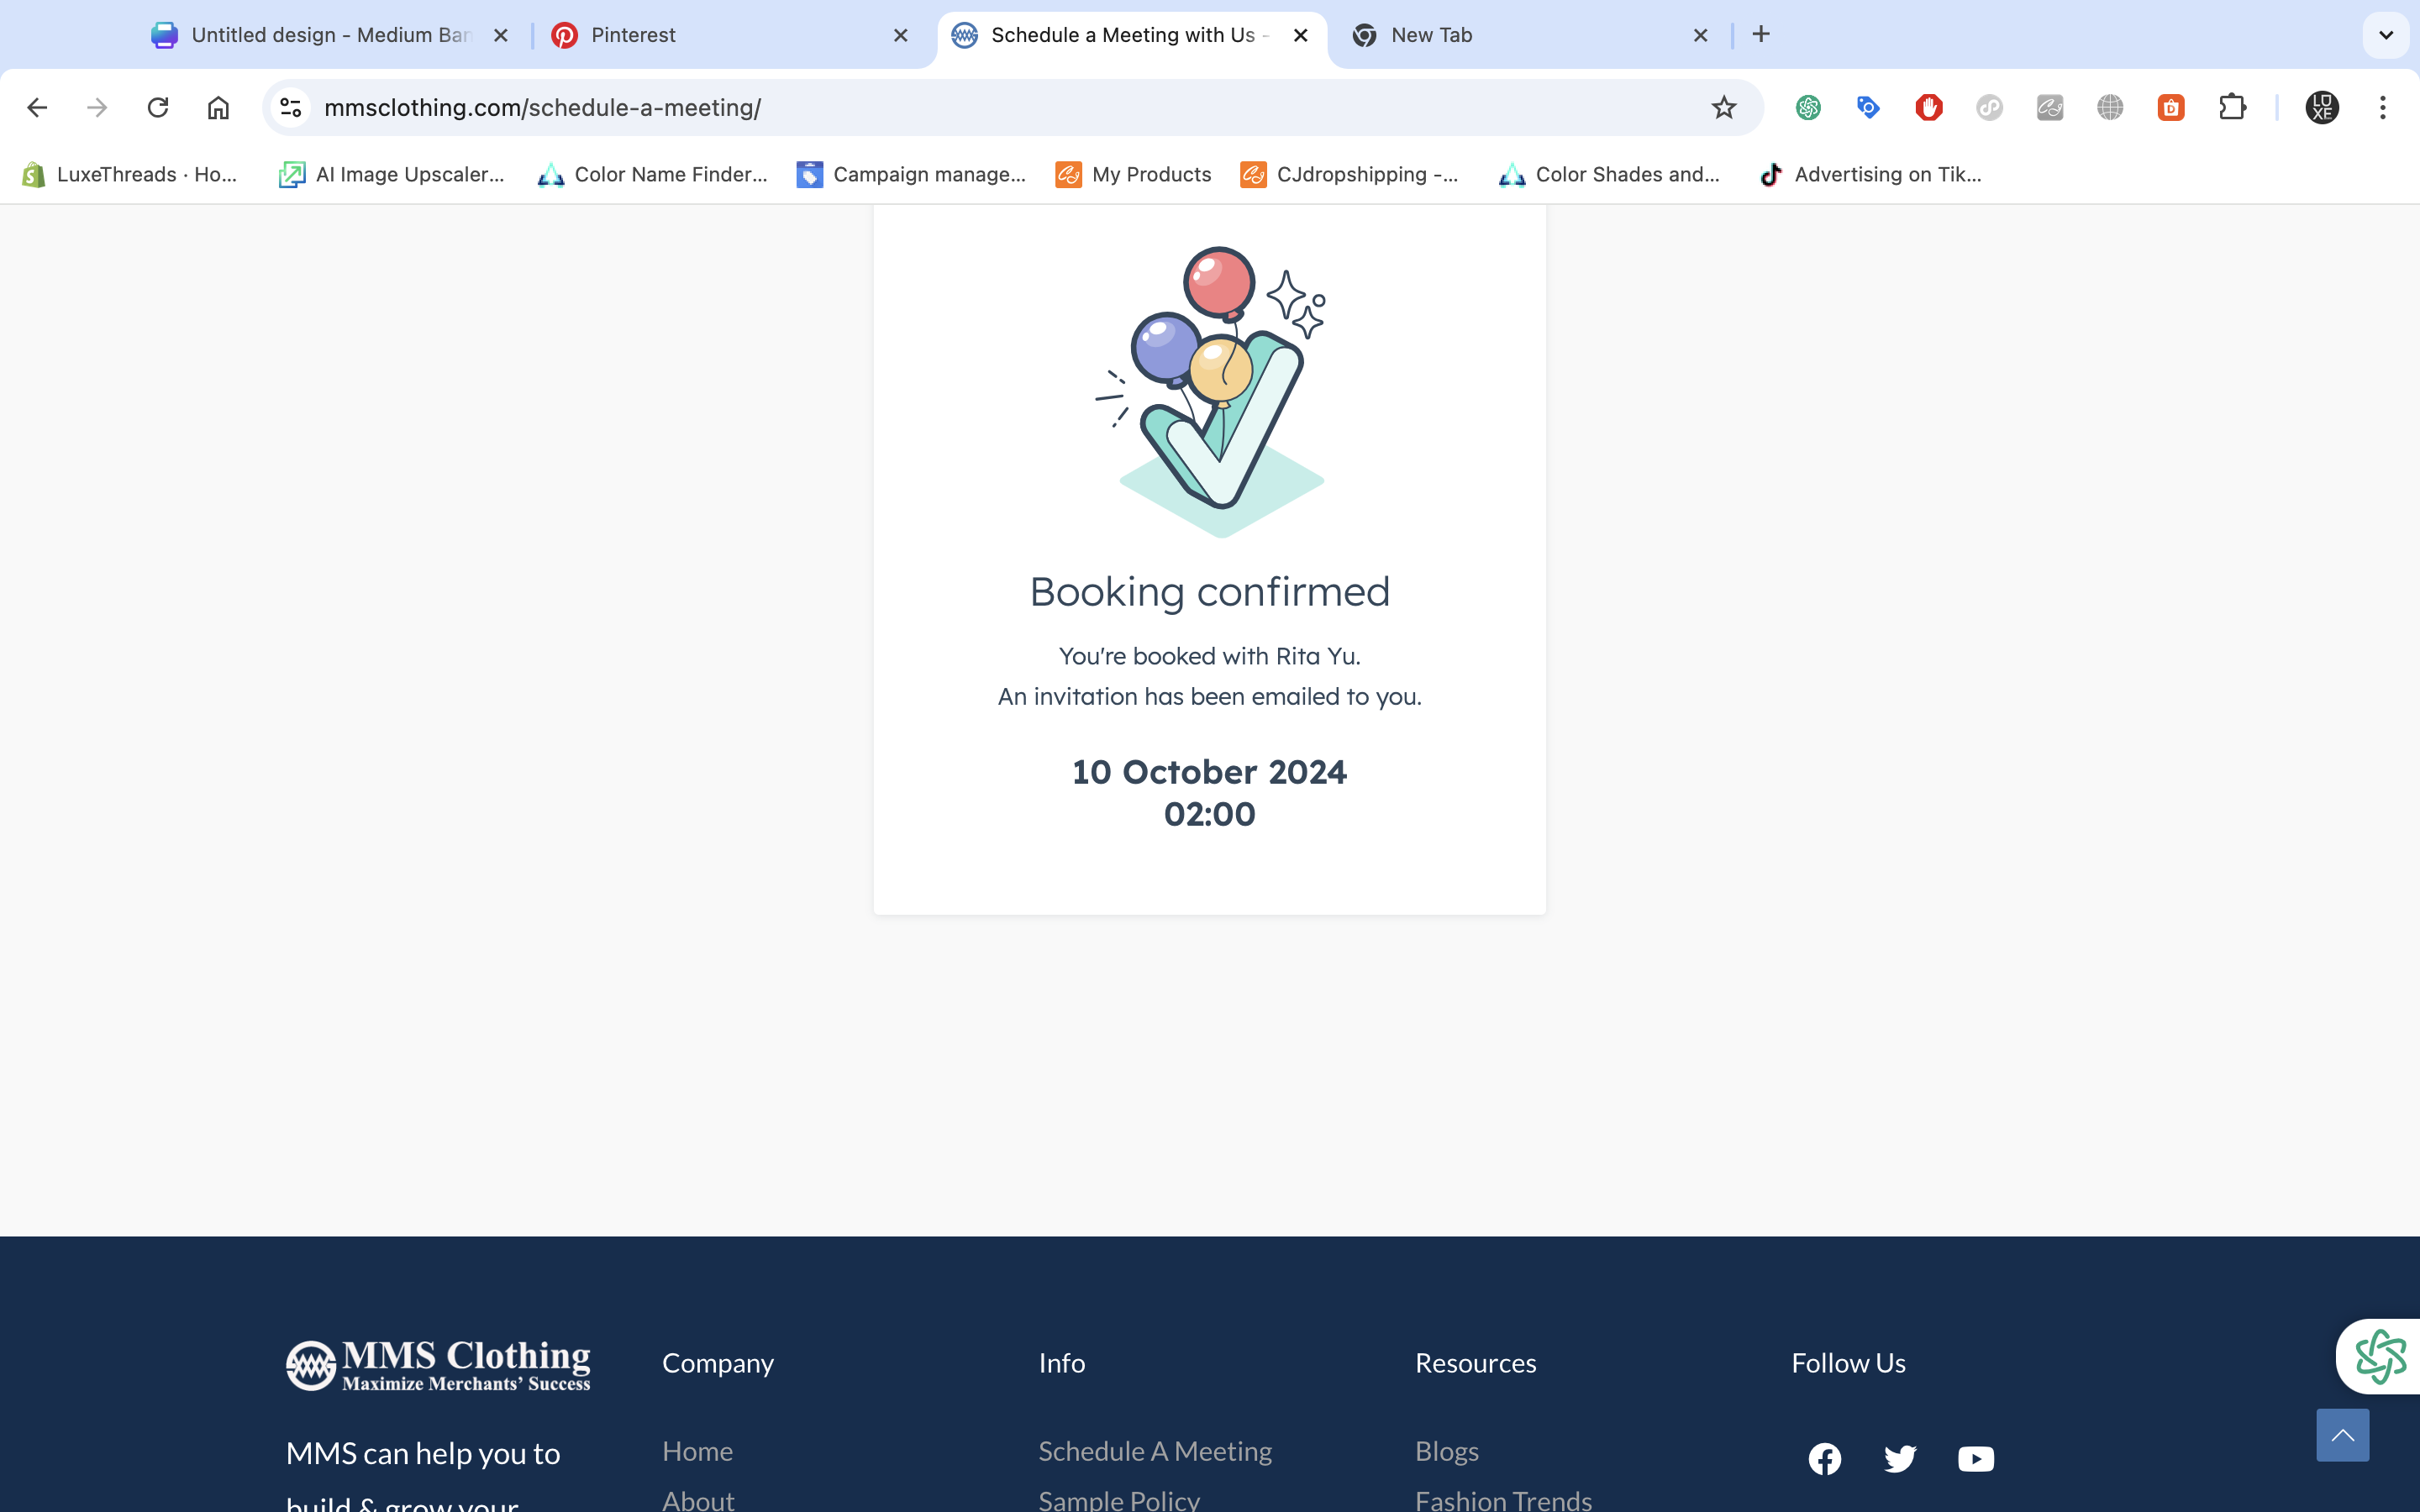 Untitled design - Medium Ban
Pinterest
Schedule a Meeting with Us -
New Tab
mmsclothing.com/schedule-a-meeting/
LUXE
LuxeThreads · Ho...
AI Image Upscaler...
Color Name Finder...
Campaign manage...
My Products
CJdropshipping -...
Color Shades and...
Advertising on Tik...
Booking confirmed
You're booked with Rita Yu.
An invitation has been emailed to you.
10 October 2024
02:00
MMS Clothing
Maximize Merchants' Success
MMS can help you to
build & grow your
Company
Home
About
Info
Schedule A Meeting
Sample Policy
Resources
Blogs
Fashion Trends
Follow Us